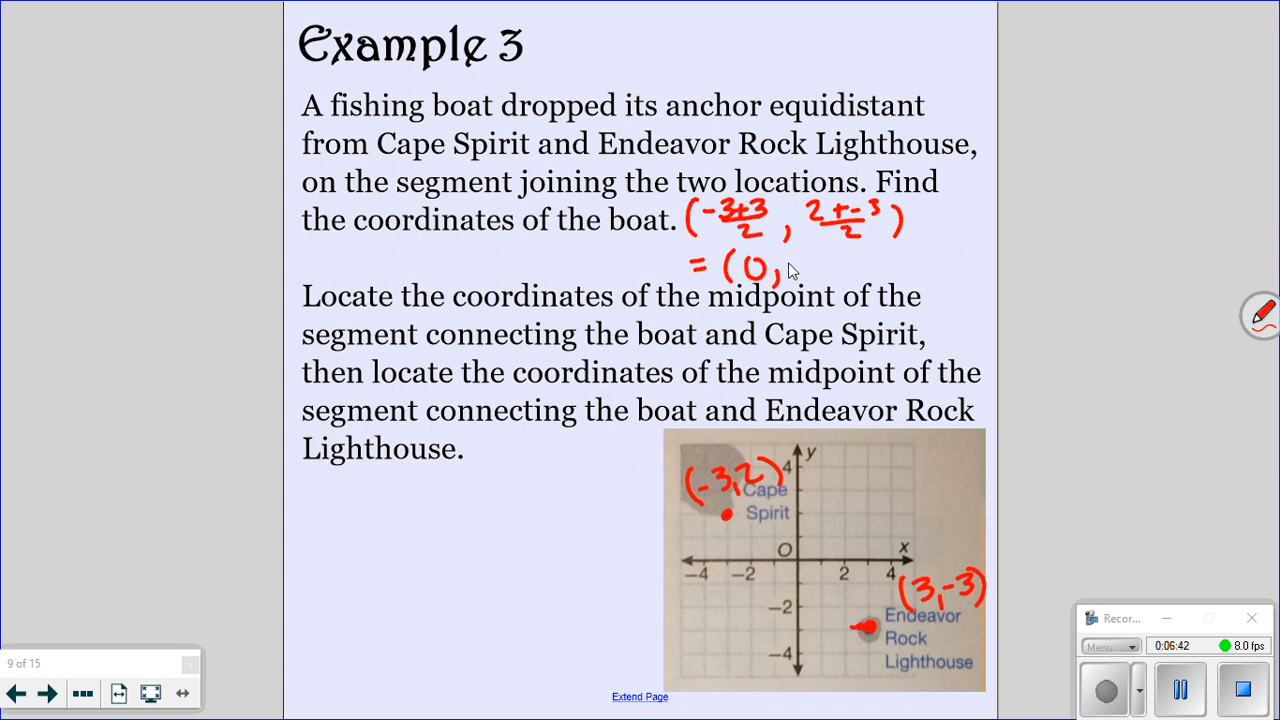 Example 3
A fishing boat dropped its anchor equidistant
from Cape Spirit and Endeavor Rock Lighthouse,
on the segment joining the two locations. Find
the coordinates of the boat. (-3+3/2, 2+-3/2)
= (0,
Locate the coordinates of the midpoint of the
segment connecting the boat and Cape Spirit,
then locate the coordinates of the midpoint of the
segment connecting the boat and Endeavor Rock
Lighthouse.
y
4
(-3,2)
Cape
Spirit
O
x
-4 -2 2 4
(3,-3)
-2
Endeavor
Rock
-4
Lighthouse
Extend Page
9 of 15
x
Recor...
Menu
0:06:42
8.0 fps